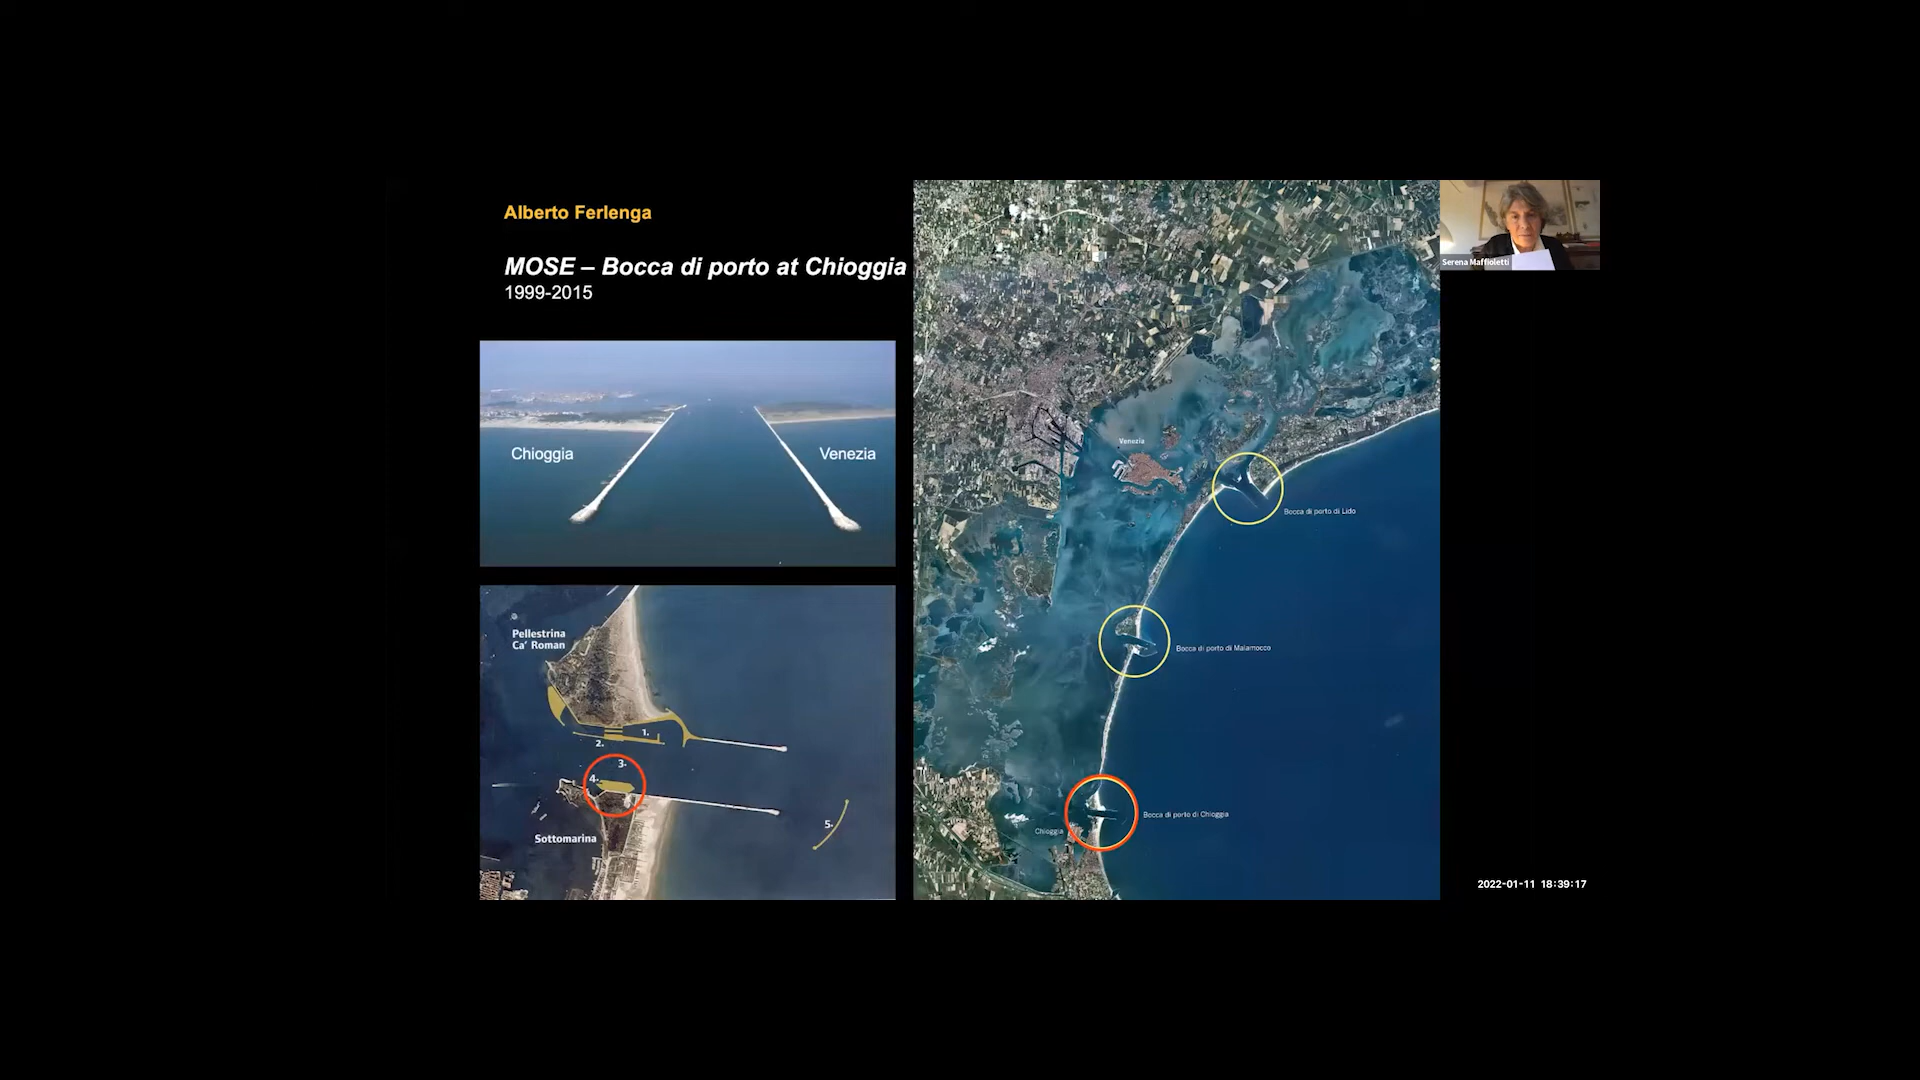 Alberto Ferlenga
MOSE – Bocca di porto at Chioggia
1999-2015
Chioggia
Venezia
Pellestrina
Ca' Roman
1.
2.
3.
4.
Sottomarina
5.
Venezia
Bocca di porto di Lido
Bocca di porto di Malamocco
Bocca di porto di Chioggia
Chioggia
Serena Maffioletti
2022-01-11 18:39:17